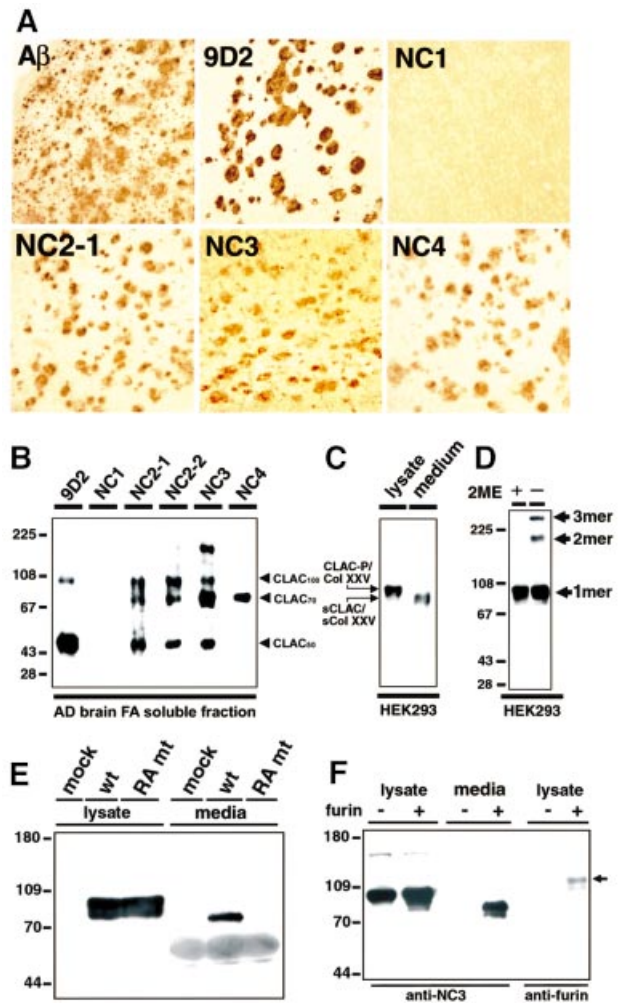 A
Aβ 9D2 NC1
NC2-1 NC3 NC4
B
9D2 NC1 NC2-1 NC2-2 NC3 NC4
225
108
67
43
28
CLAC100
CLAC70
CLAC50
AD brain FA soluble fraction
C
lysate medium
CLAC-P/
Col XXV
sCLAC/
sCol XXV
HEK293
D
2ME + −
225
108
67
43
28
3mer
2mer
1mer
HEK293
E
mock wt RA mt mock wt RA mt
lysate media
180
109
70
44
F
lysate media lysate
furin - + - + - +
180
109
70
44
anti-NC3 anti-furin